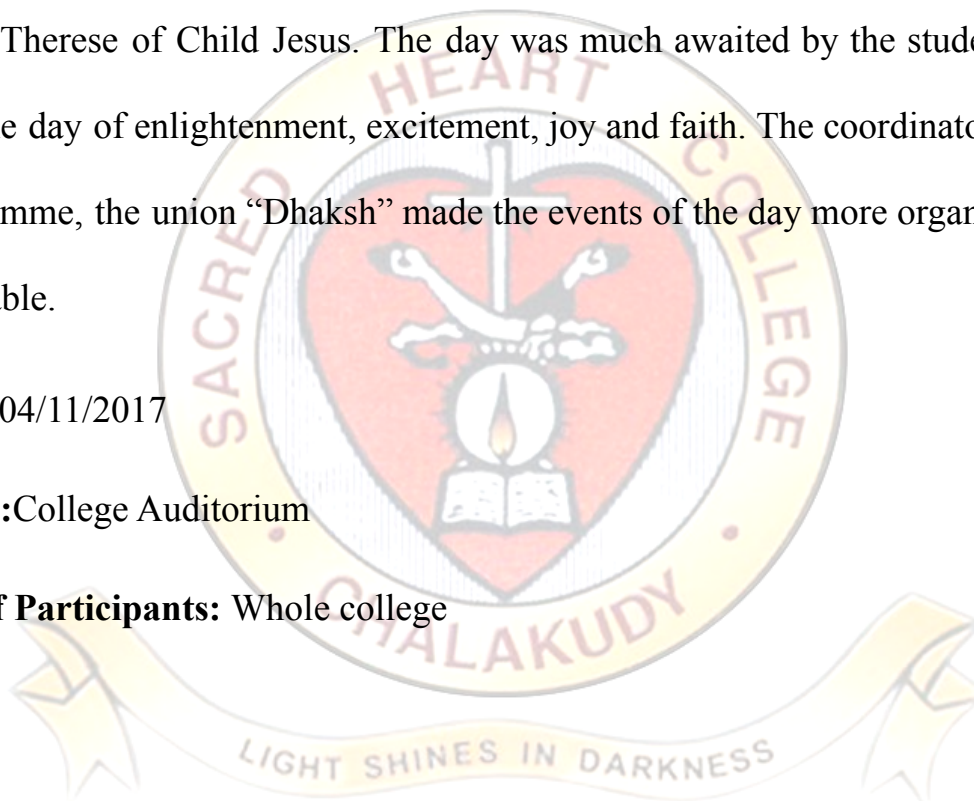 Therese of Child Jesus. The day was much awaited by the stude
e day of enlightenment, excitement, joy and faith. The coordinato
mme, the union “Dhaksh” made the events of the day more organ
able.
04/11/2017
:College Auditorium
f Participants: Whole college
SACRED HEART COLLEGE
CHALAKUDY
LIGHT SHINES IN DARKNESS